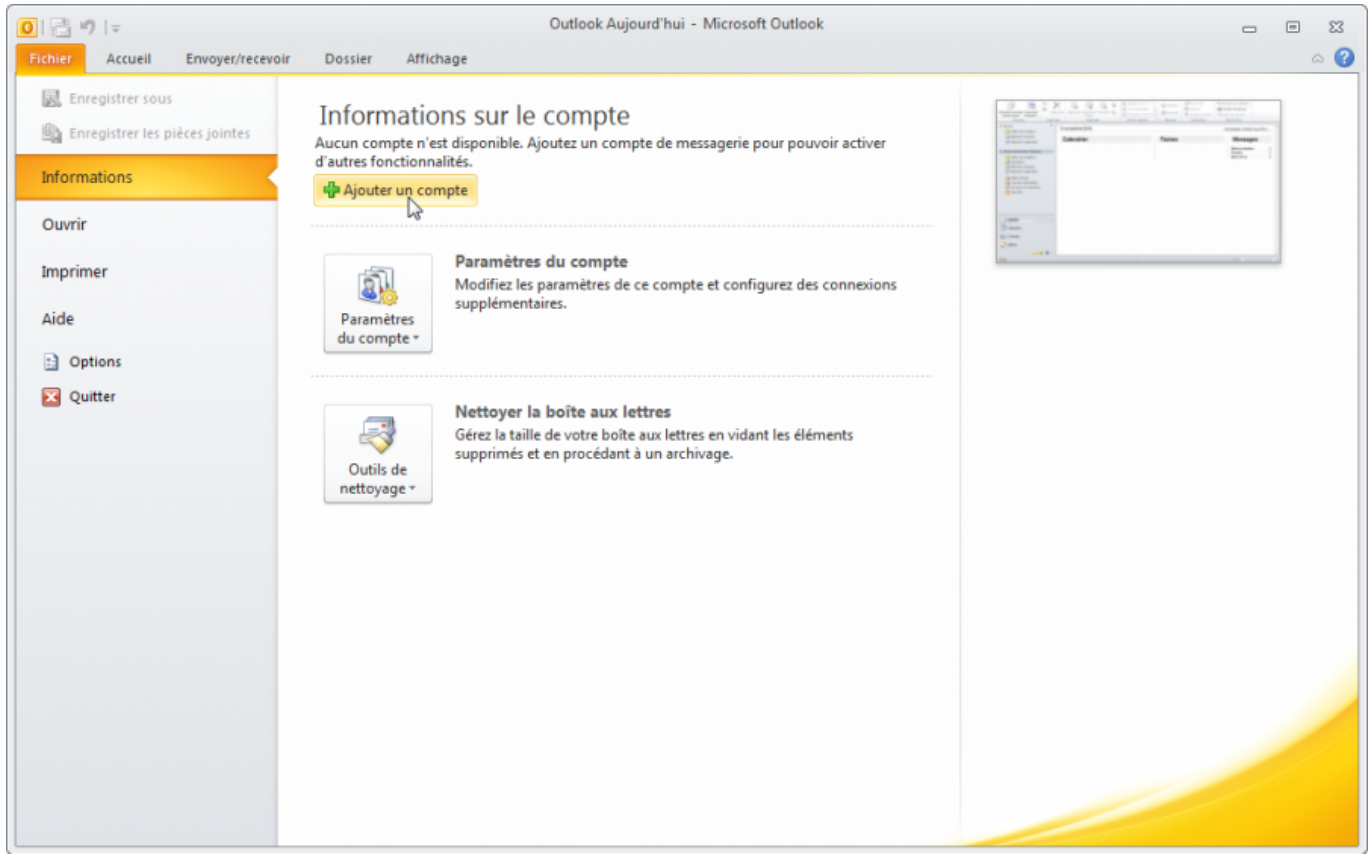 Outlook Aujourd'hui - Microsoft Outlook
Fichier Accueil Envoyer/recevoir Dossier Affichage
Enregistrer sous
Enregistrer les pièces jointes
Informations
Ouvrir
Imprimer
Aide
Options
Quitter
Informations sur le compte
Aucun compte n'est disponible. Ajoutez un compte de messagerie pour pouvoir activer
d'autres fonctionnalités.
Ajouter un compte
Paramètres
du compte
Paramètres du compte
Modifiez les paramètres de ce compte et configurez des connexions
supplémentaires.
Outils de
nettoyage
Nettoyer la boîte aux lettres
Gérez la taille de votre boîte aux lettres en vidant les éléments
supprimés et en procédant à un archivage.
Calendrier Tâches Messages